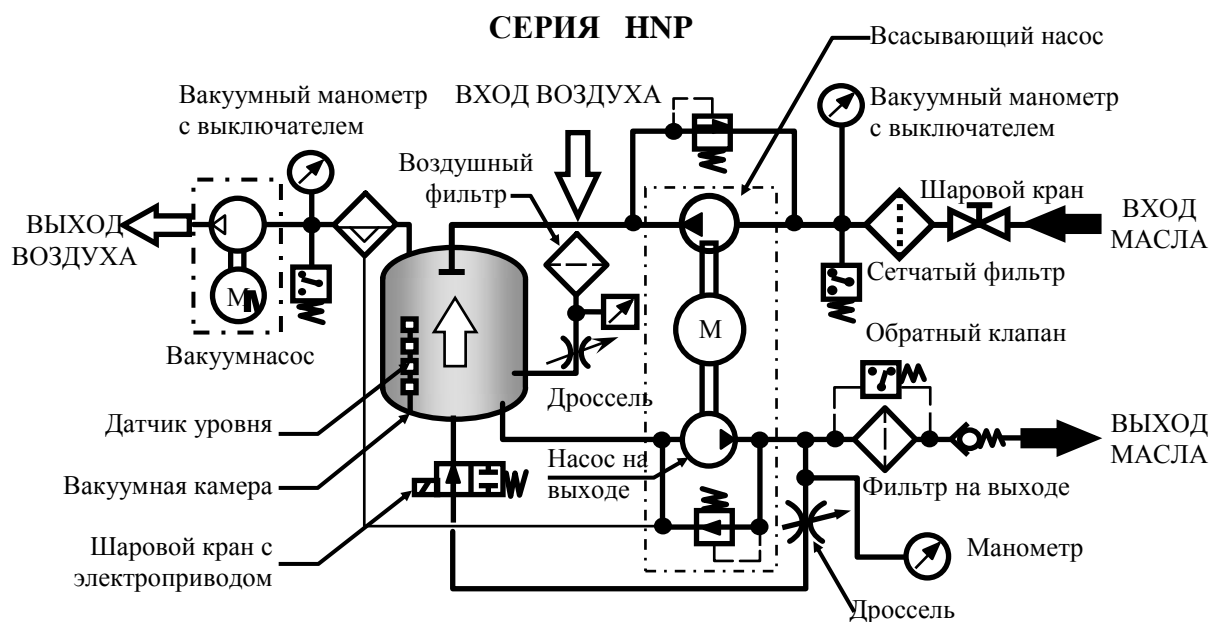 СЕРИЯ HNP
Всасывающий насос
Вакуумный манометр
с выключателем
ВХОД ВОЗДУХА
Вакуумный манометр
с выключателем
Воздушный
фильтр
Шаровой кран
ВЫХОД
ВОЗДУХА
ВХОД
МАСЛА
Сетчатый фильтр
M
M
Вакуумнасос
Обратный клапан
Дроссель
Датчик уровня
ВЫХОД
МАСЛА
Насос на
выходе
Вакуумная камера
Фильтр на выходе
Шаровой кран с
электроприводом
Манометр
Дроссель